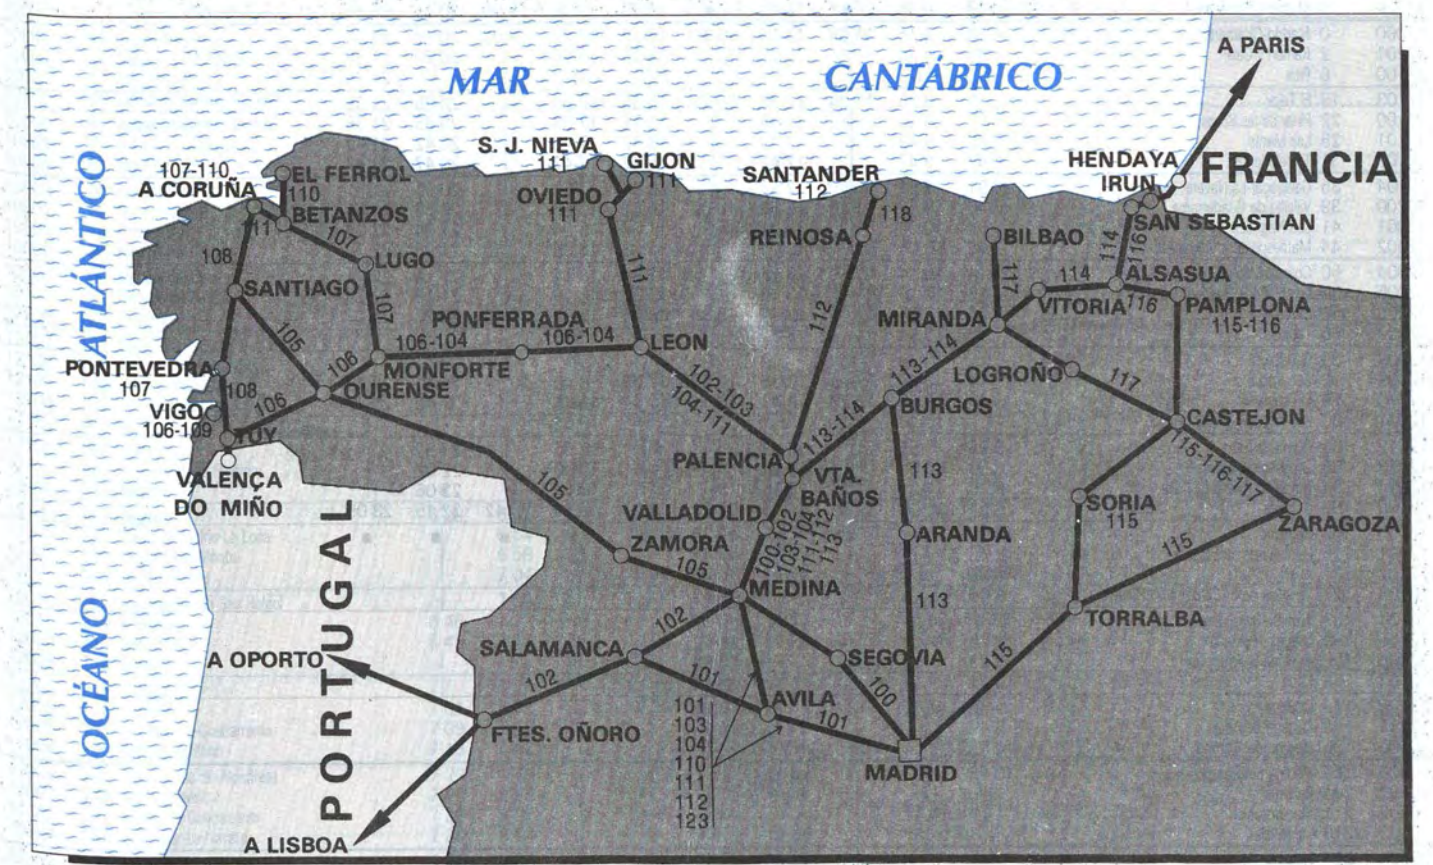 A PARIS
MAR CANTÁBRICO
S. J. NIEVA
111
GIJON
111
HENDAYA
FRANCIA
107-110
A CORUÑA
EL FERROL
110
SANTANDER
112
IRUN
OVIEDO
111
BETANZOS
118
SAN SEBASTIAN
11
107
REINOSA
BILBAO
114
116
ATLÁNTICO
108
LUGO
111
117
114
ALSASUA
SANTIAGO
VITORIA
116
PAMPLONA
115-116
107
PONFERRADA
112
MIRANDA
105
106-104
106-104
LEON
113-114
PONTEVEDRA
107
106
MONFORTE
LOGROÑO
117
108
OURENSE
102-103
104-111
BURGOS
VIGO
106-109
106
113-114
CASTEJON
TUY
115-116-117
PALENCIA
113
VALENÇA
DO MIÑO
VTA.
BAÑOS
105
SORIA
115
VALLADOLID
ZARAGOZA
ZAMORA
ARANDA
115
100-102
103-104
111-112
113
105
MEDINA
113
PORTUGAL
102
TORRALBA
OCÉANO
SALAMANCA
SEGOVIA
115
A OPORTO
102
101
100
AVILA
101
101
103
104
110
111
112
123
FTES. OÑORO
MADRID
A LISBOA